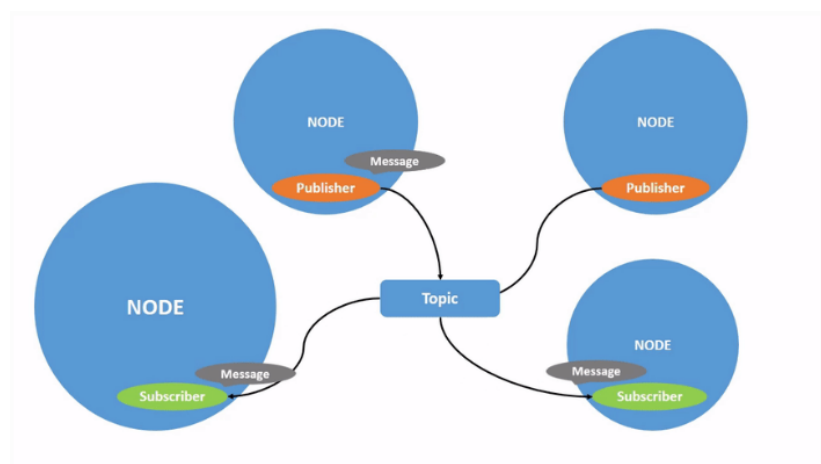 NODE
Message
Publisher
NODE
Publisher
Topic
NODE
Message
Subscriber
NODE
Message
Subscriber